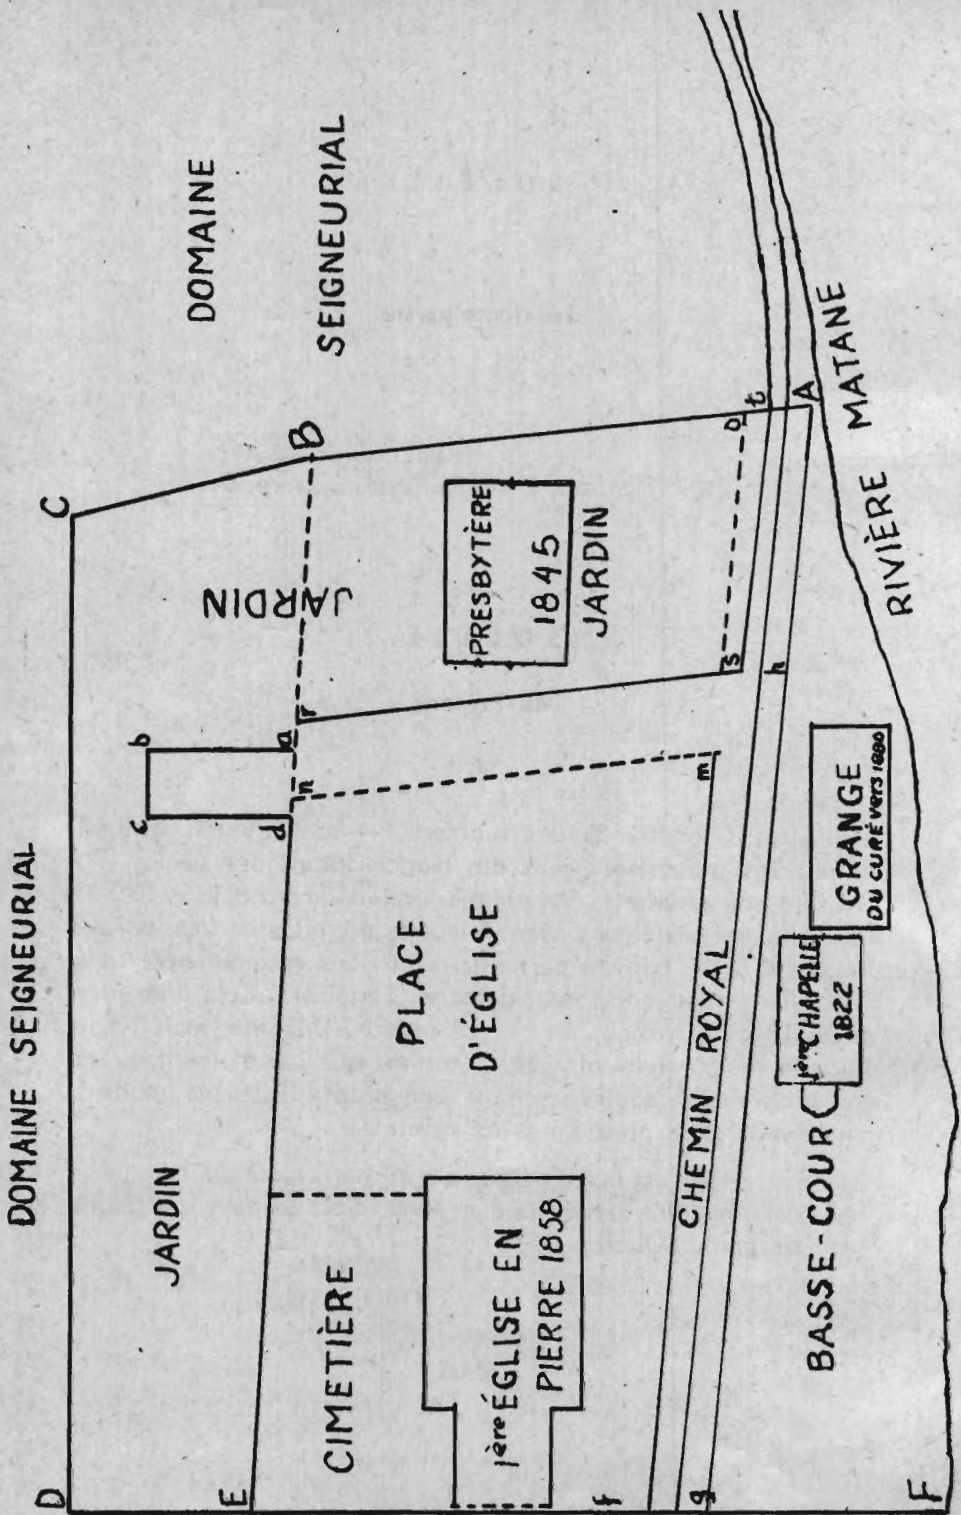 DOMAINE SEIGNEURIAL
DOMAINE
SEIGNEURIAL
D
C
E
B
JARDIN
JARDIN
c
b
d
a
n
r
CIMETIÈRE
PLACE
D'ÉGLISE
PRESBYTÈRE
1845
JARDIN
1ère ÉGLISE EN
PIERRE 1858
m
s
o
t
f
g
h
A
CHEMIN ROYAL
1ère CHAPELLE
1822
GRANGE
DU CURÉ vers 1880
BASSE-COUR
RIVIÈRE MATANE
F